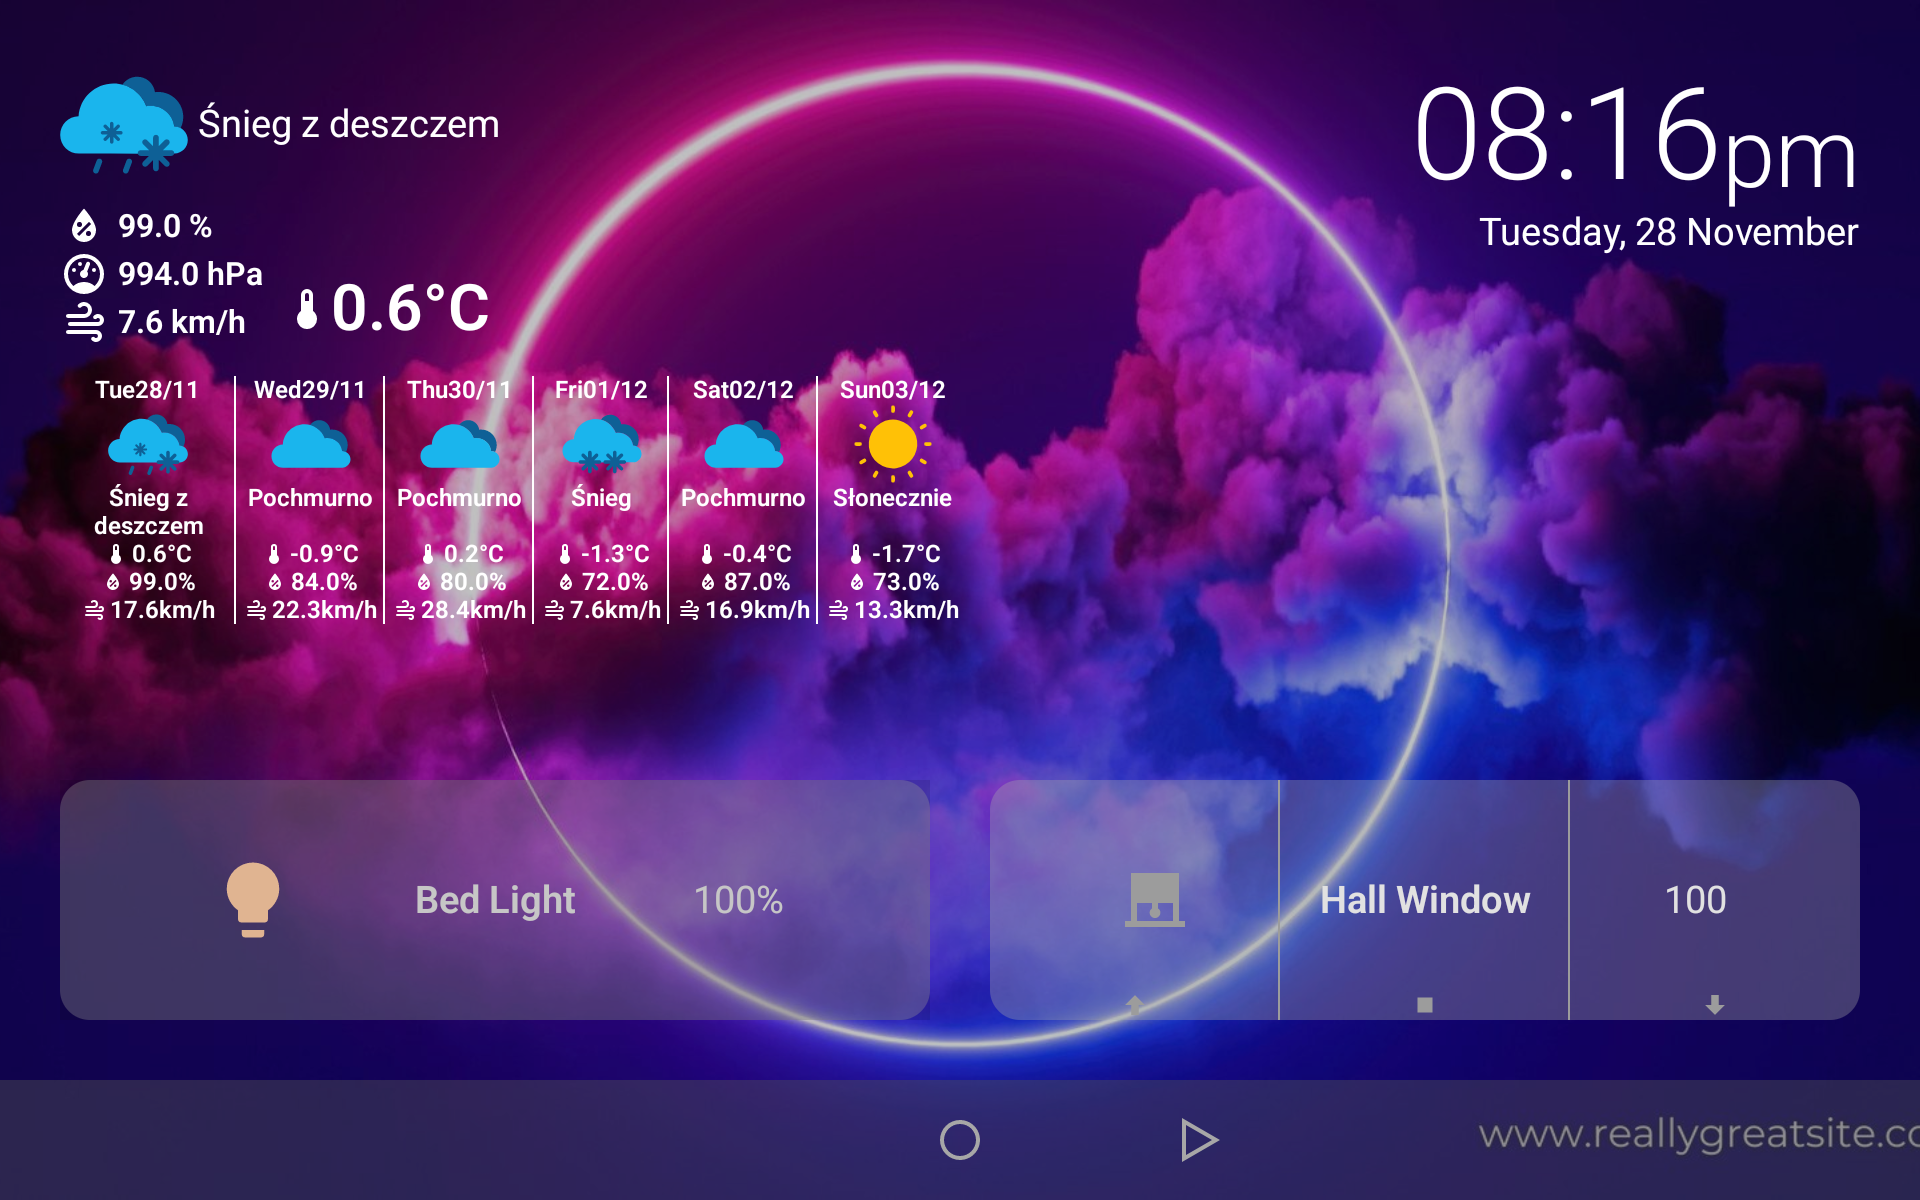 Śnieg z deszczem
08:16pm
Tuesday, 28 November
99.0 %
994.0 hPa
7.6 km/h
0.6°C
Tue28/11
Śnieg z
deszczem
0.6°C
99.0%
17.6km/h
Wed29/11
Pochmurno
-0.9°C
84.0%
22.3km/h
Thu30/11
Pochmurno
0.2°C
80.0%
28.4km/h
Fri01/12
Śnieg
-1.3°C
72.0%
7.6km/h
Sat02/12
Pochmurno
-0.4°C
87.0%
16.9km/h
Sun03/12
Słonecznie
-1.7°C
73.0%
13.3km/h
Bed Light
100%
Hall Window
100
www.reallygreatsite.co